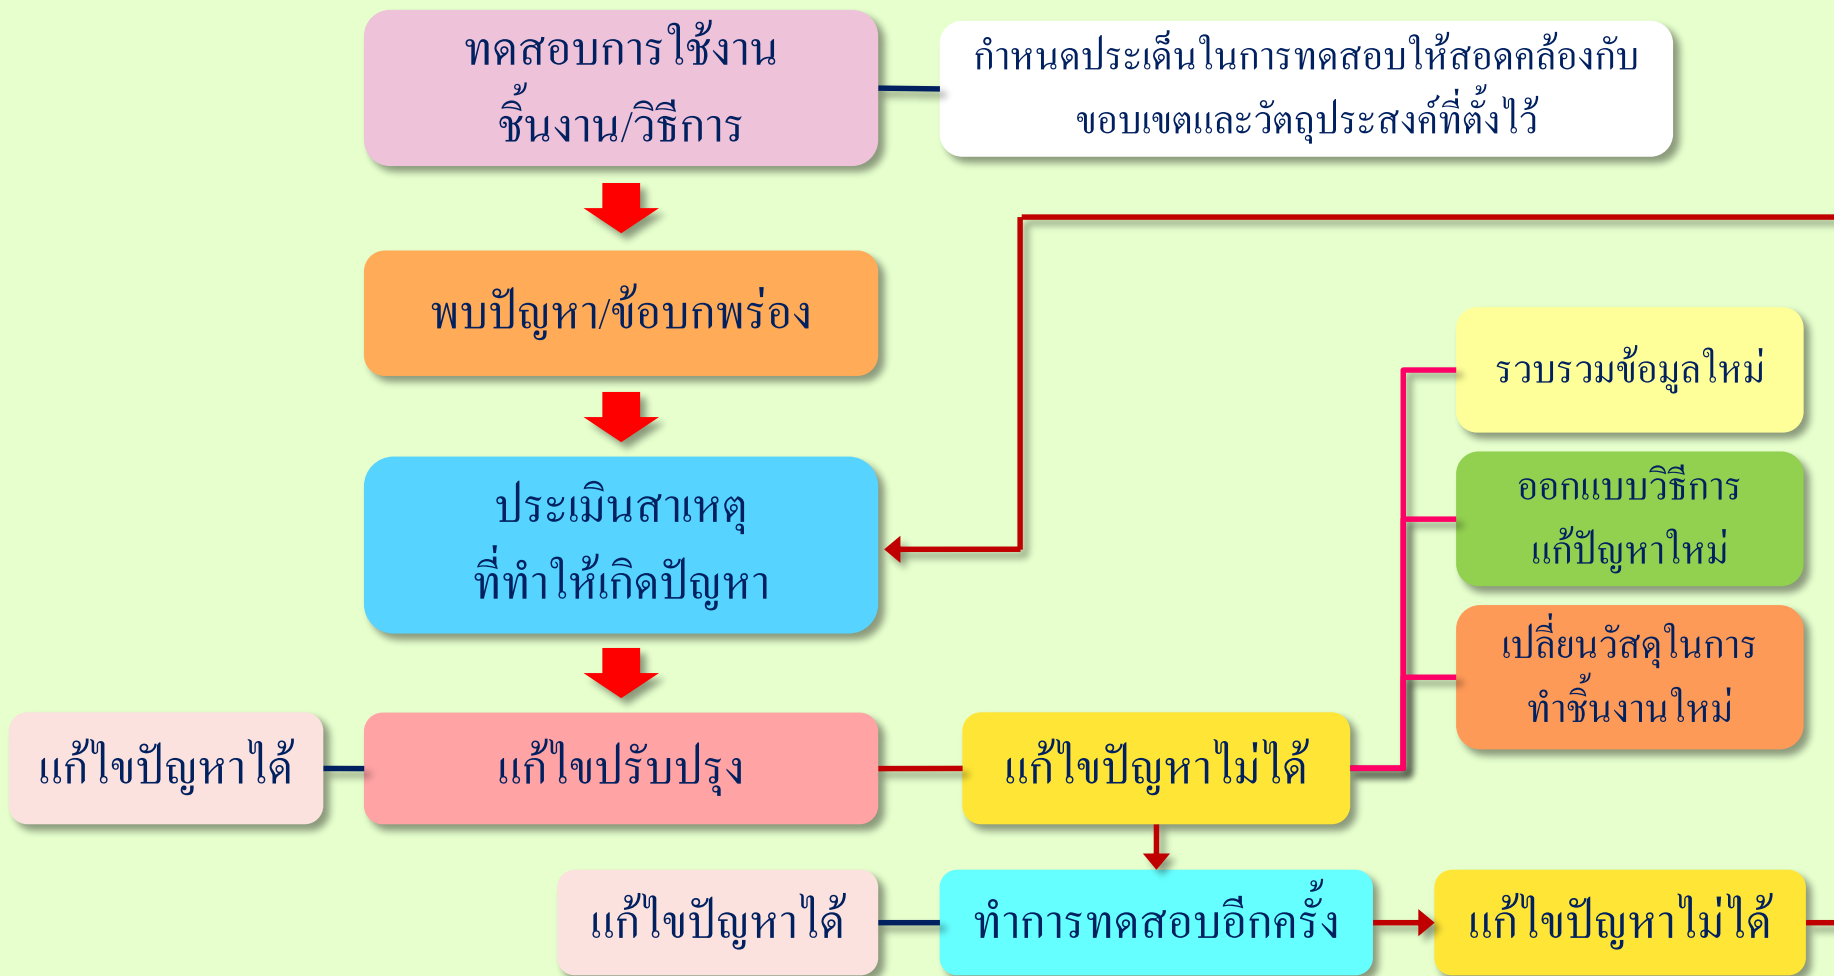 ทดสอบการใช้งาน
ชิ้นงาน/วิธีการ
กำหนดประเด็นในการทดสอบให้สอดคล้องกับ
ขอบเขตและวัตถุประสงค์ที่ตั้งไว้
พบปัญหา/ข้อบกพร่อง
รวบรวมข้อมูลใหม่
ออกแบบวิธีการ
แก้ปัญหาใหม่
ประเมินสาเหตุ
ที่ทำให้เกิดปัญหา
เปลี่ยนวัสดุในการ
ทำชิ้นงานใหม่
แก้ไขปัญหาได้
แก้ไขปรับปรุง
แก้ไขปัญหาไม่ได้
แก้ไขปัญหาได้
ทำการทดสอบอีกครั้ง
แก้ไขปัญหาไม่ได้